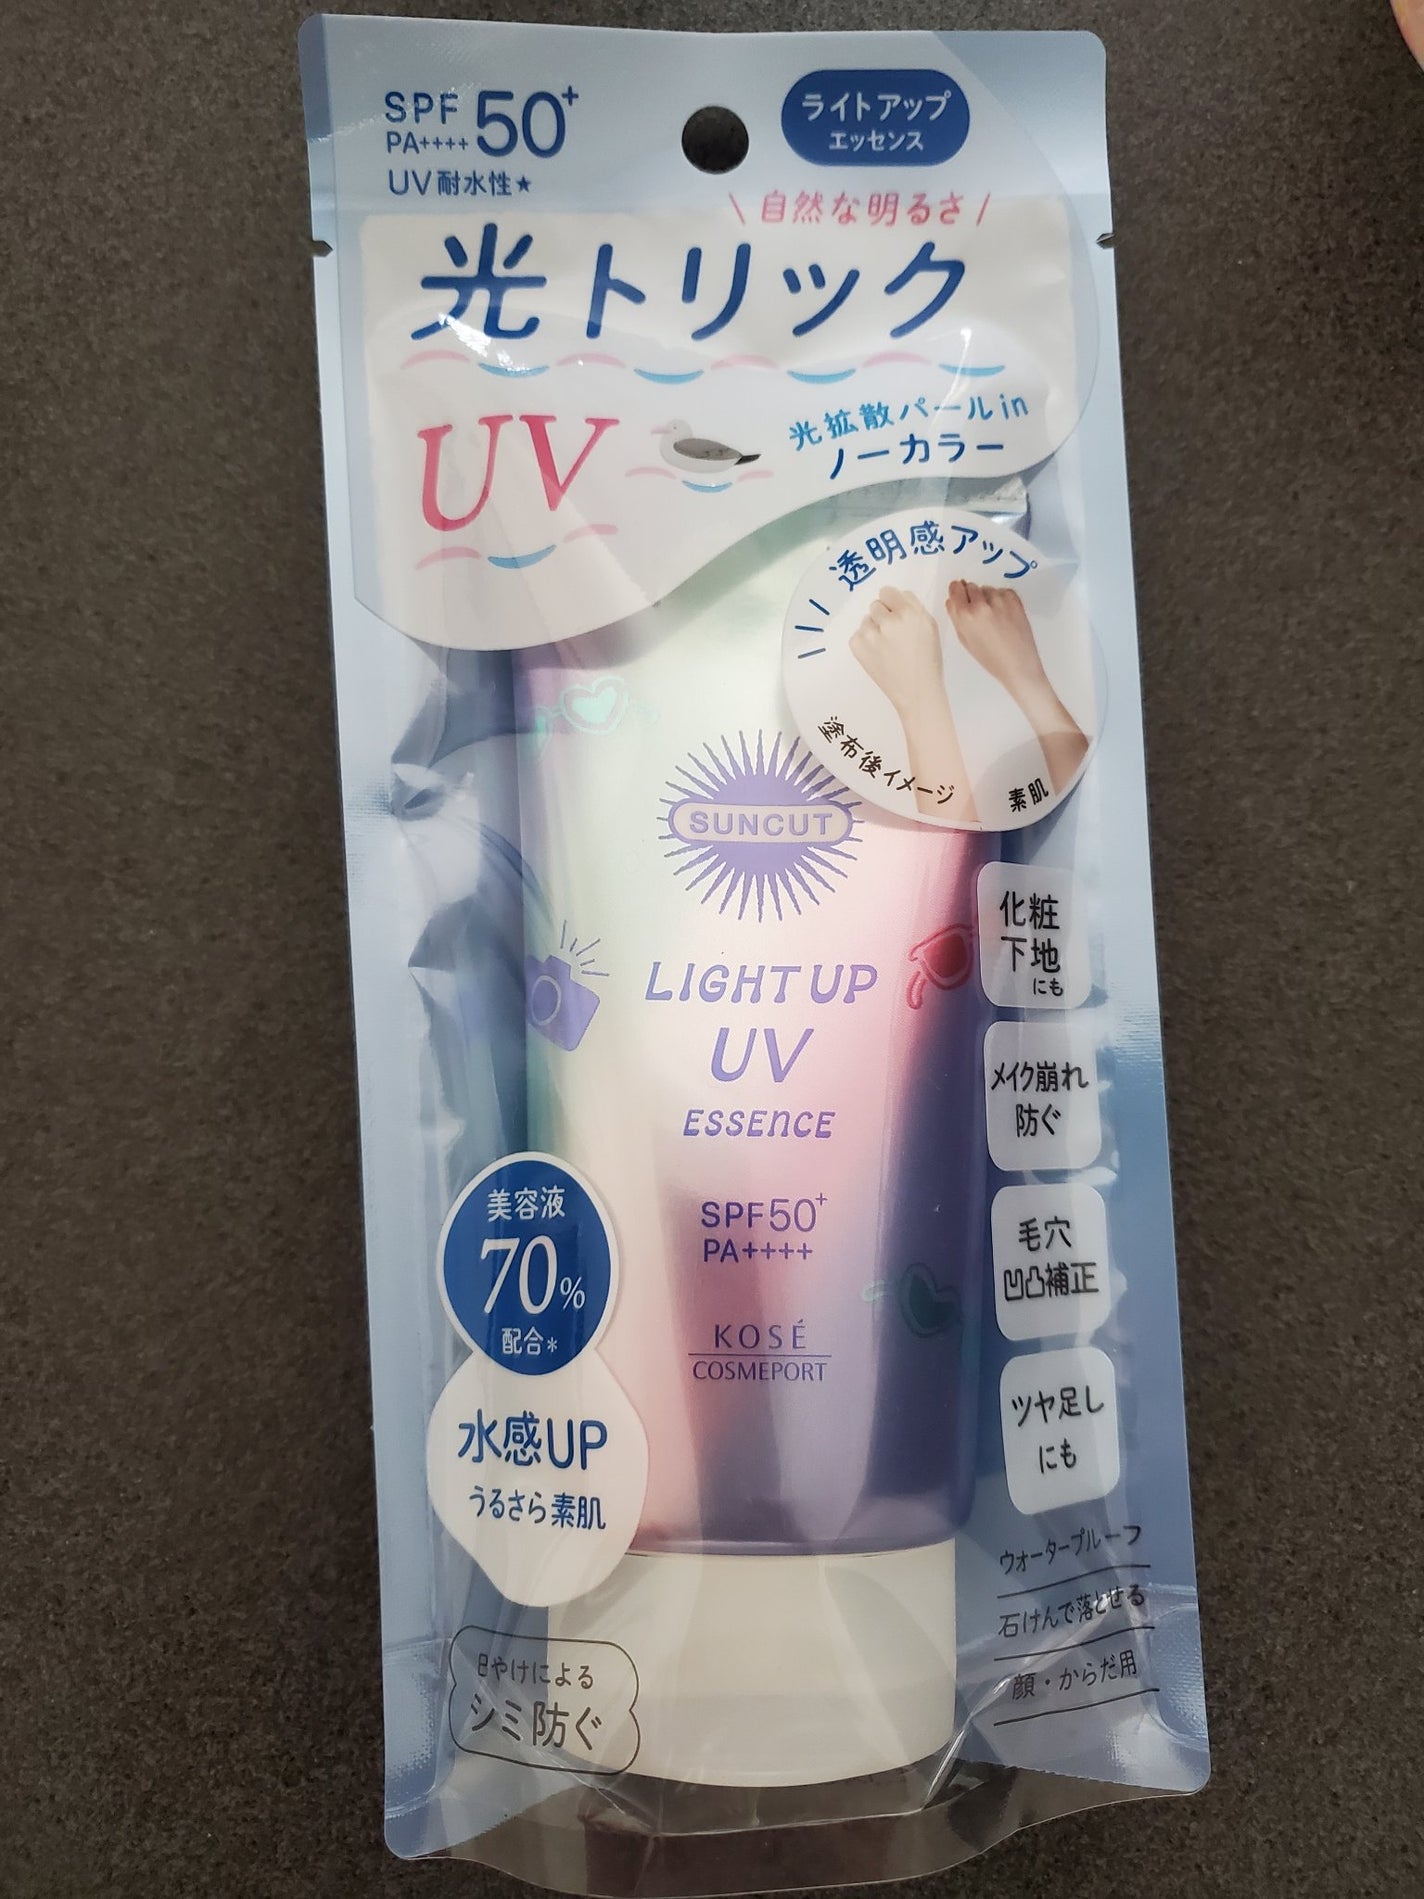 SPF 50+
PA++++
UV耐水性★
ライトアップ
エッセンス
\ 自然な明るさ /
光トリック
UV
光拡散パールin
ノーカラー
透明感アップ
塗布後イメージ
素肌
SUNCUT
LIGHT UP
UV
ESSENCE
SPF50+
PA++++
KOSÉ
COSMEPORT
化粧
下地
にも
メイク崩れ
防ぐ
毛穴
凹凸補正
ツヤ足し
にも
美容液
70%
配合*
水感UP
うるさら素肌
日やけによる
シミ防ぐ
ウォータープルーフ
石けんで落とせる
顔・からだ用